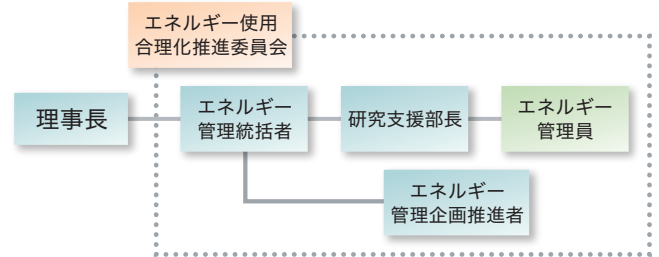 エネルギー使用
合理化推進委員会
理事長
エネルギー
管理統括者
研究支援部長
エネルギー
管理員
エネルギー
管理企画推進者